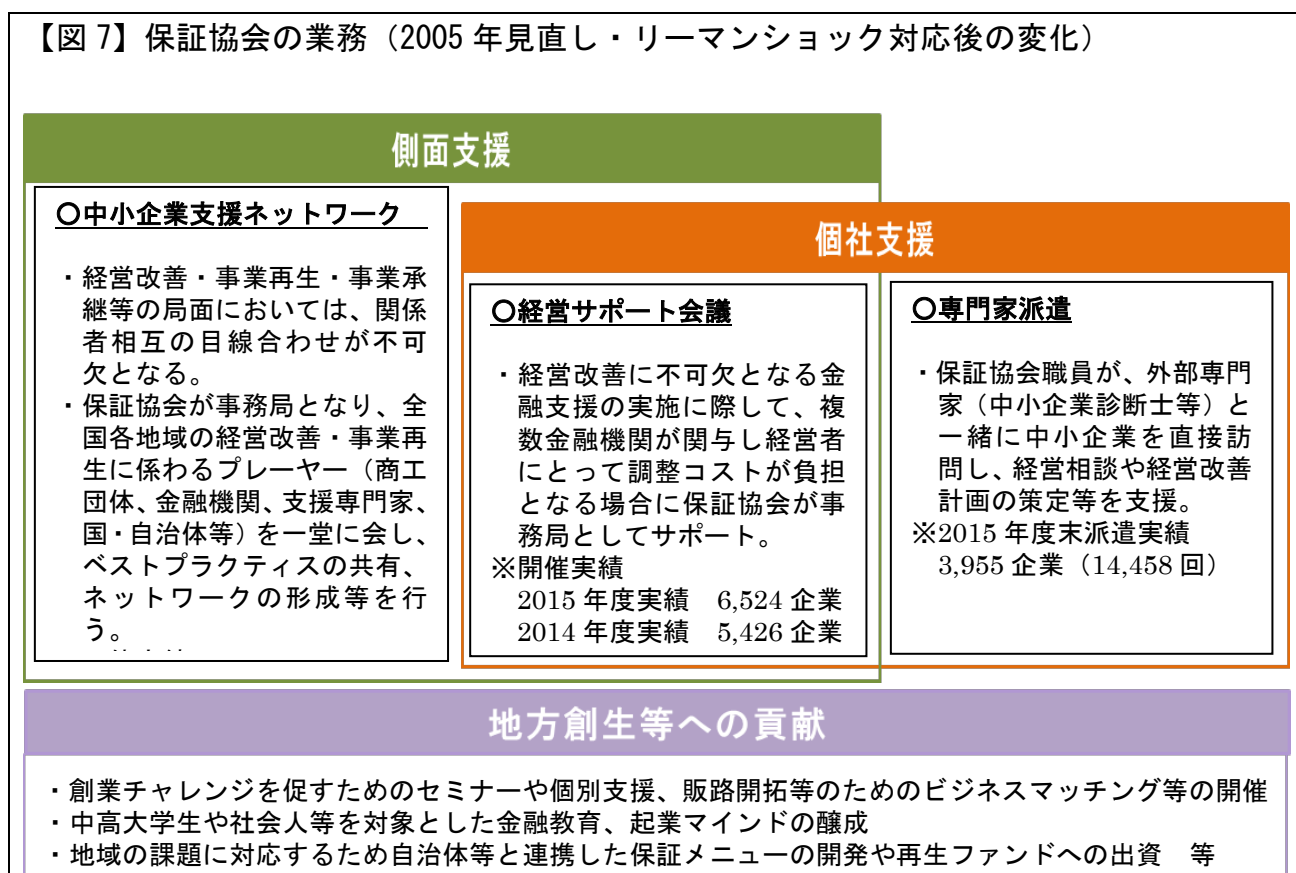 【図 7】保証協会の業務（2005 年見直し・リーマンショック対応後の変化）
側面支援
〇中小企業支援ネットワーク
・経営改善・事業再生・事業承
継等の局面においては、関係
者相互の目線合わせが不可
欠となる。
・保証協会が事務局となり、全
国各地域の経営改善・事業再
生に係わるプレーヤー（商工
団体、金融機関、支援専門家、
国・自治体等）を一堂に会し、
ベストプラクティスの共有、
ネットワークの形成等を行
う。
個社支援
〇経営サポート会議
・経営改善に不可欠となる金
融支援の実施に際して、複
数金融機関が関与し経営者
にとって調整コストが負担
となる場合に保証協会が事
務局としてサポート。
※開催実績
2015 年度実績　6,524 企業
2014 年度実績　5,426 企業
〇専門家派遣
・保証協会職員が、外部専門
家（中小企業診断士等）と
一緒に中小企業を直接訪
問し、経営相談や経営改善
計画の策定等を支援。
※2015 年度末派遣実績
3,955 企業（14,458 回）
地方創生等への貢献
・創業チャレンジを促すためのセミナーや個別支援、販路開拓等のためのビジネスマッチング等の開催
・中高大学生や社会人等を対象とした金融教育、起業マインドの醸成
・地域の課題に対応するため自治体等と連携した保証メニューの開発や再生ファンドへの出資　等